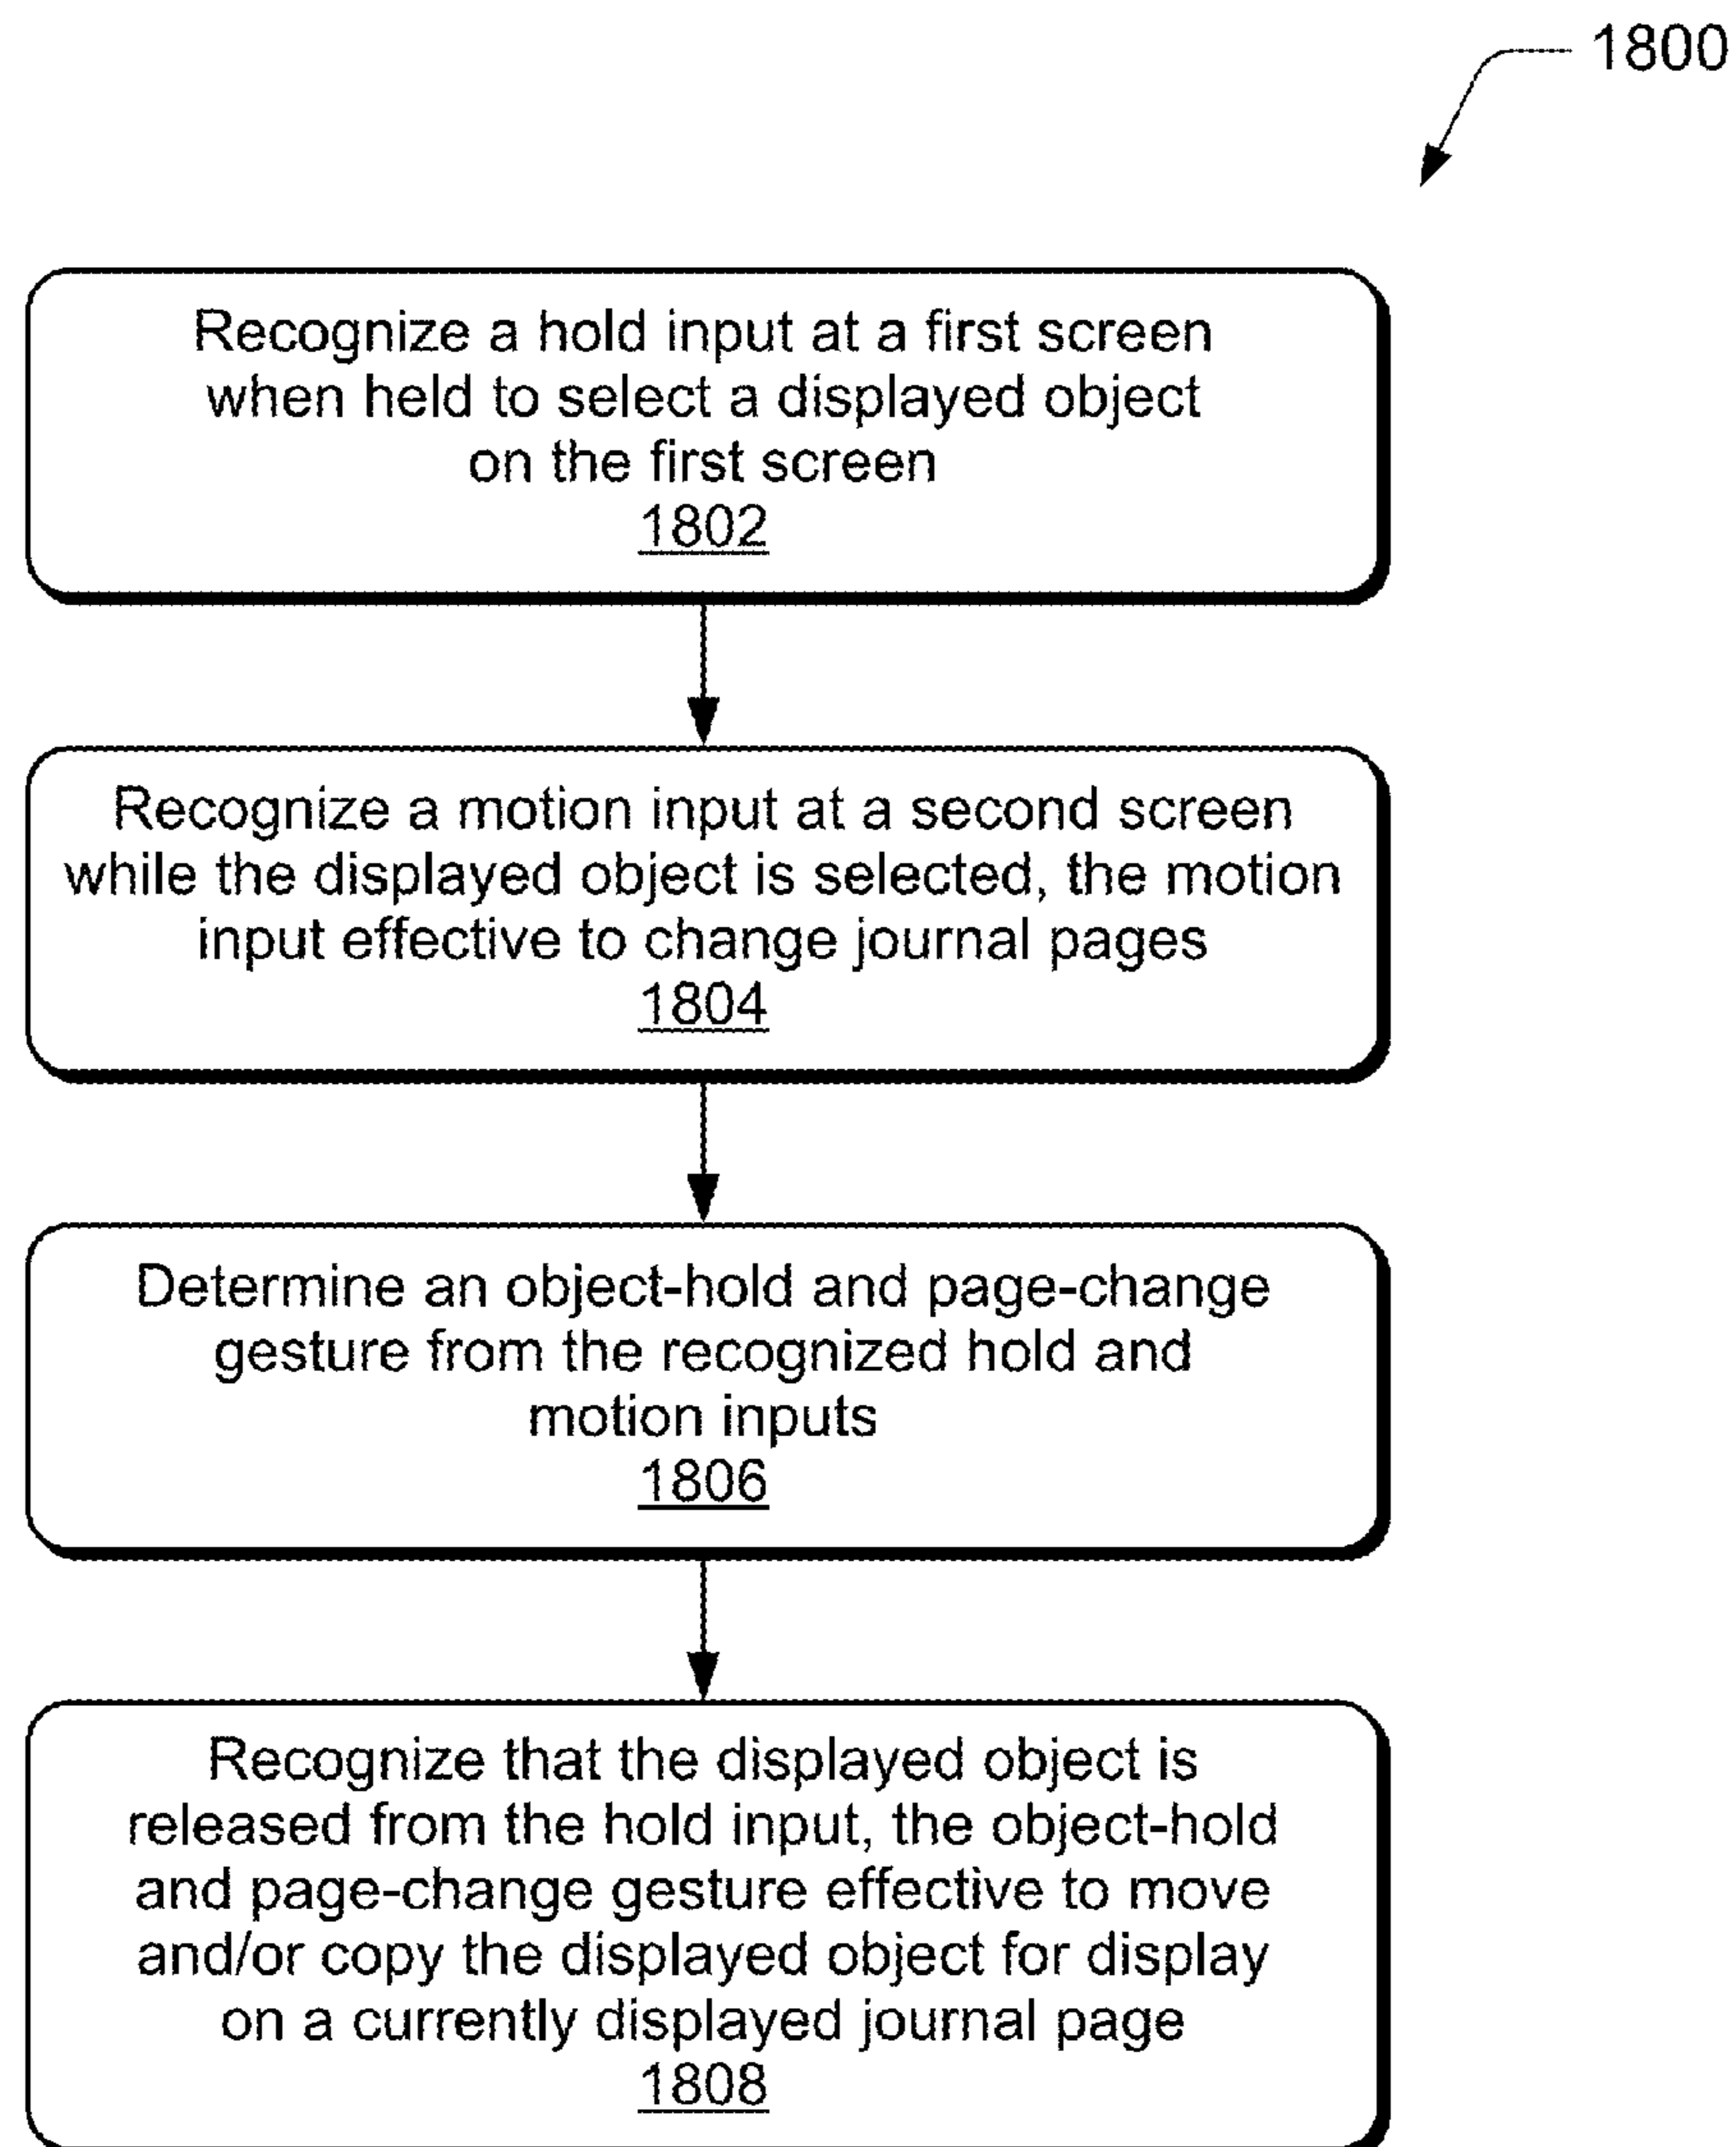 1800
Recognize a hold input at a first screen
when held to select a displayed object
on the first screen
1802
Recognize a motion input at a second screen
while the displayed object is selected, the motion
input effective to change journal pages
1804
Determine an object-hold and page-change
gesture from the recognized hold and
motion inputs
1806
Recognize that the displayed object is
released from the hold input, the object-hold
and page-change gesture effective to move
and/or copy the displayed object for display
on a currently displayed journal page
1808